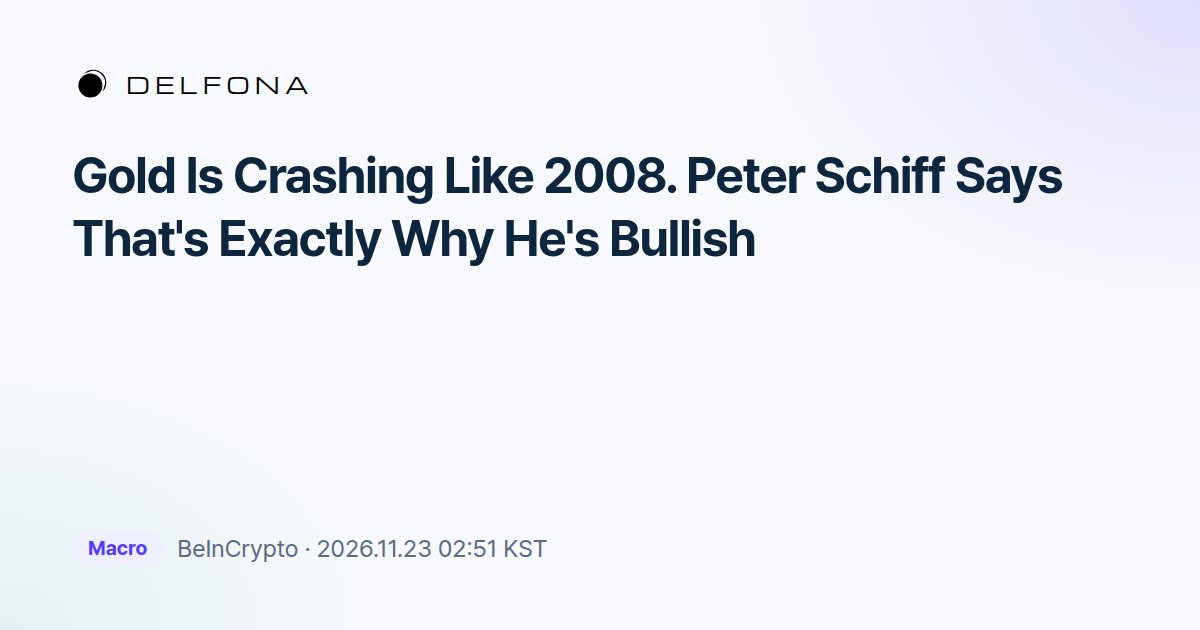 DELFONA
Gold Is Crashing Like 2008. Peter Schiff Says
That's Exactly Why He's Bullish
Macro BeInCrypto · 2026.11.23 02:51 KST